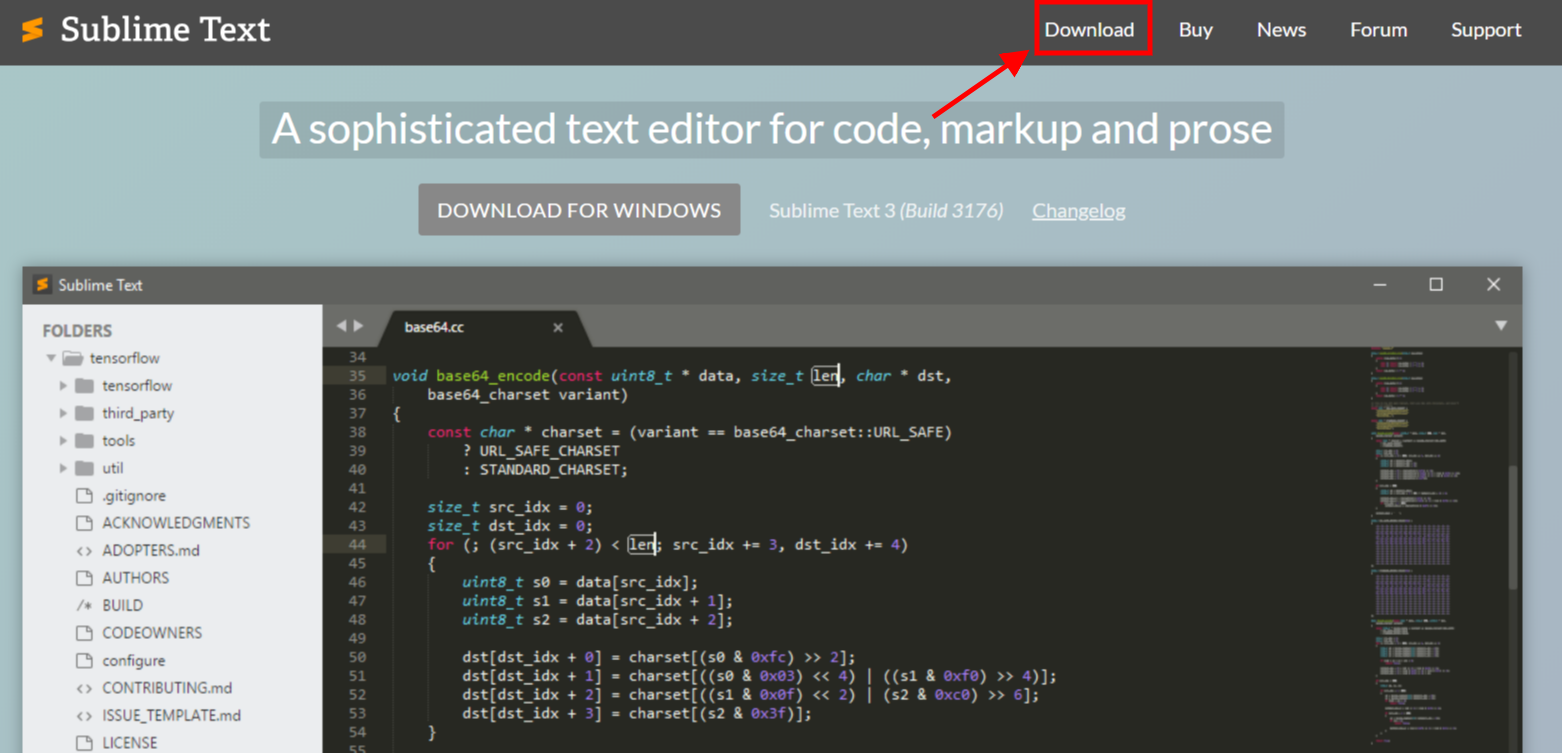 Sublime Text
Download Buy News Forum Support
A sophisticated text editor for code, markup and prose
DOWNLOAD FOR WINDOWS Sublime Text 3 (Build 3176) Changelog
Sublime Text
FOLDERS
tensorflow
tensorflow
third_party
tools
util
.gitignore
ACKNOWLEDGMENTS
<> ADOPTERS.md
AUTHORS
/* BUILD
CODEOWNERS
configure
<> CONTRIBUTING.md
<> ISSUE_TEMPLATE.md
LICENSE
base64.cc
34
35 void base64_encode(const uint8_t * data, size_t len, char * dst,
36 base64_charset variant)
37 {
38 const char * charset = (variant == base64_charset::URL_SAFE)
39 ? URL_SAFE_CHARSET
40 : STANDARD_CHARSET;
41
42 size_t src_idx = 0;
43 size_t dst_idx = 0;
44 for (; (src_idx + 2) < len; src_idx += 3, dst_idx += 4)
45 {
46 uint8_t s0 = data[src_idx];
47 uint8_t s1 = data[src_idx + 1];
48 uint8_t s2 = data[src_idx + 2];
49
50 dst[dst_idx + 0] = charset[(s0 & 0xfc) >> 2];
51 dst[dst_idx + 1] = charset[((s0 & 0x03) << 4) | ((s1 & 0xf0) >> 4)];
52 dst[dst_idx + 2] = charset[((s1 & 0x0f) << 2) | (s2 & 0xc0) >> 6];
53 dst[dst_idx + 3] = charset[(s2 & 0x3f)];
54 }
55